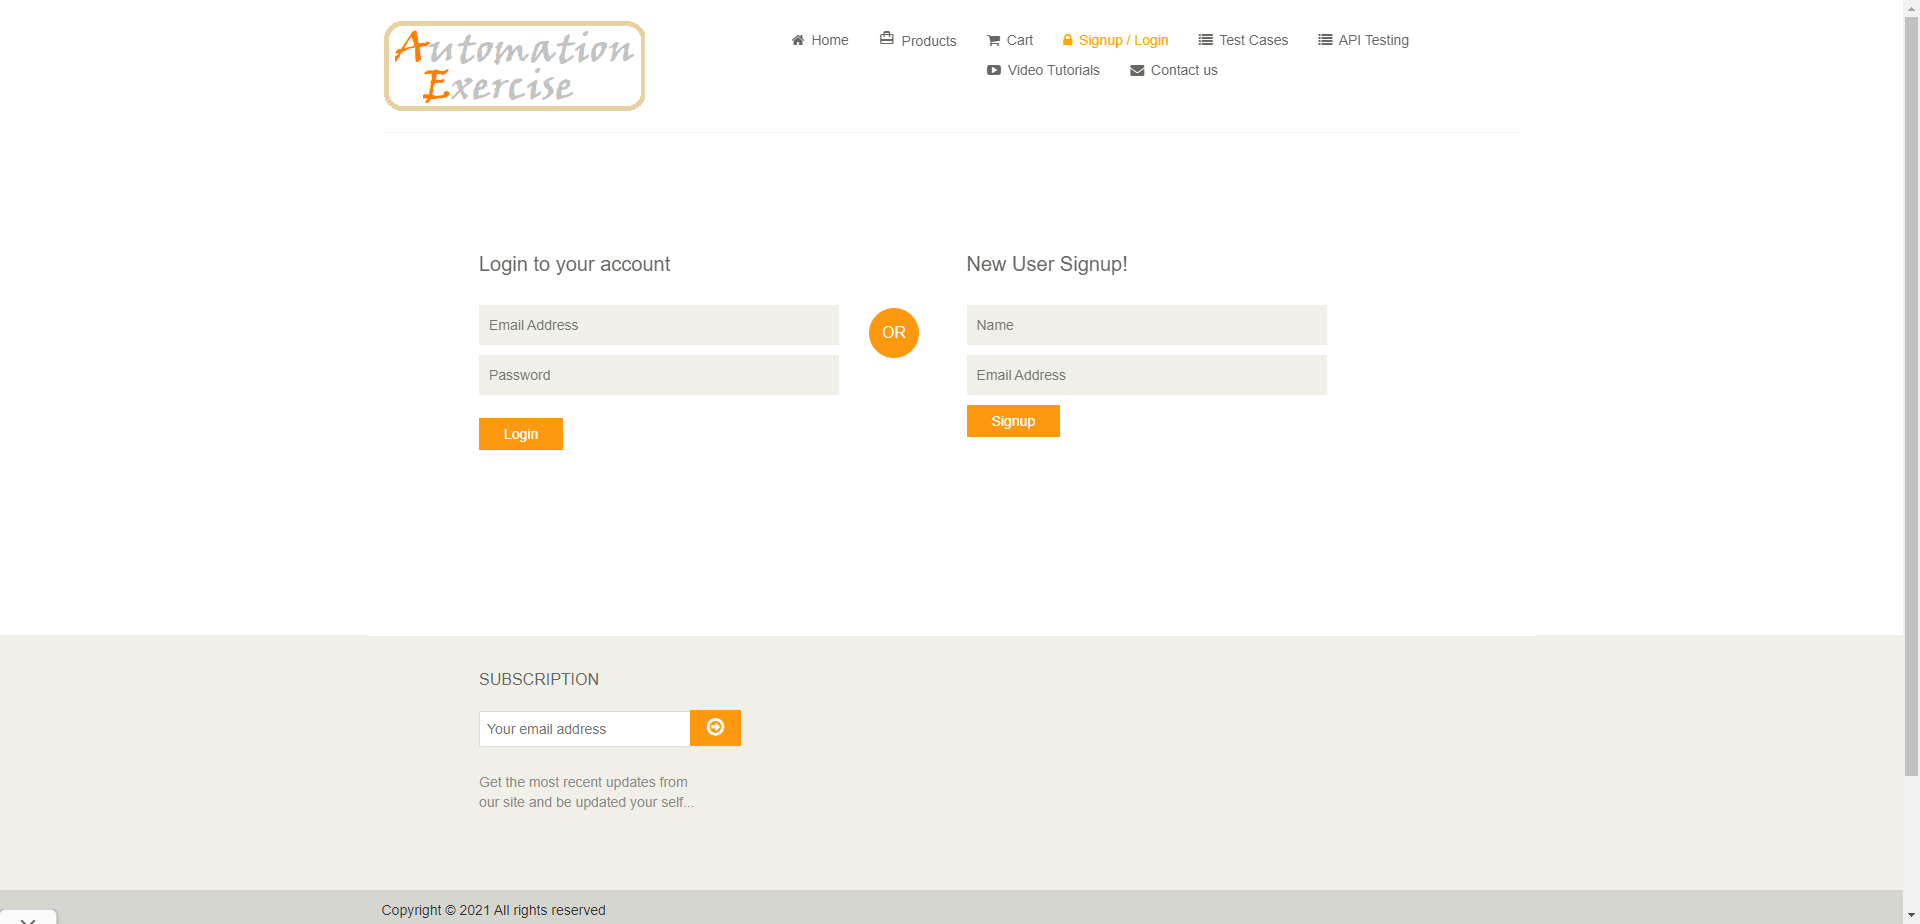 Automation
Exercise
Home Products Cart Signup / Login Test Cases API Testing
Video Tutorials Contact us
Login to your account
Email Address
Password
Login
OR
New User Signup!
Name
Email Address
Signup
SUBSCRIPTION
Your email address
Get the most recent updates from
our site and be updated your self...
Copyright © 2021 All rights reserved